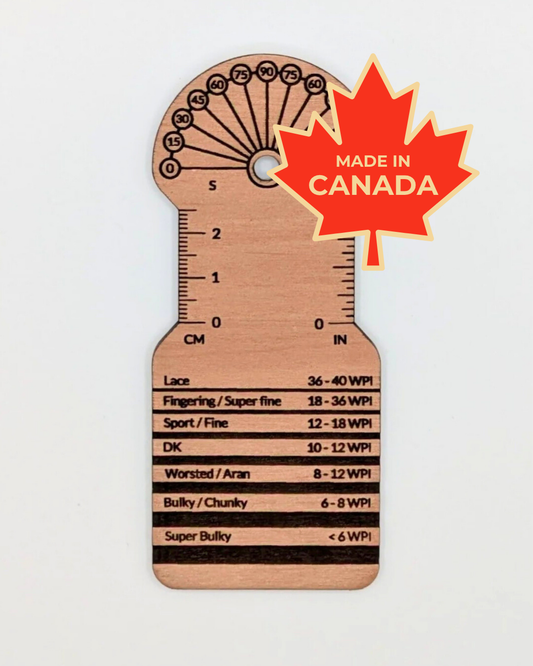 90
75 75
60 60
45
30
15
0
MADE IN
CANADA
S
2
1
0 0
CM IN
Lace 36 - 40 WPI
Fingering / Super fine 18 - 36 WPI
Sport / Fine 12 - 18 WPI
DK 10 - 12 WPI
Worsted / Aran 8 - 12 WPI
Bulky / Chunky 6 - 8 WPI
Super Bulky < 6 WPI